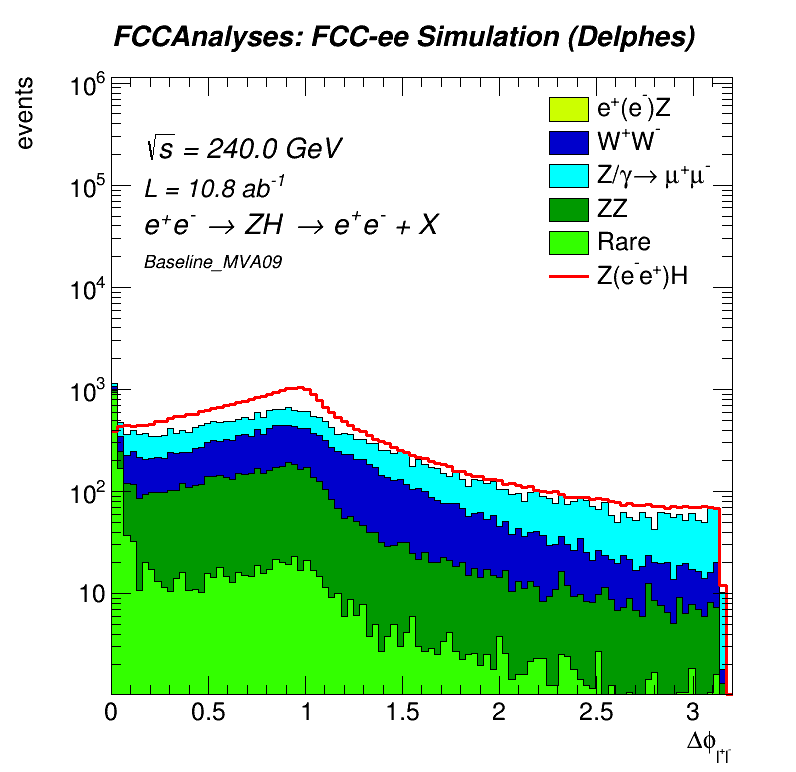 FCCAnalyses: FCC-ee Simulation (Delphes)
events
10⁶
10⁵
10⁴
10³
10²
10
√s = 240.0 GeV
L = 10.8 ab⁻¹
e⁺e⁻ → ZH → e⁺e⁻ + X
Baseline_MVA09
e⁺(e⁻)Z
W⁺W⁻
Z/γ→ μ⁺μ⁻
ZZ
Rare
Z(e⁻e⁺)H
0 0.5 1 1.5 2 2.5 3
Δϕ_{l⁺l⁻}